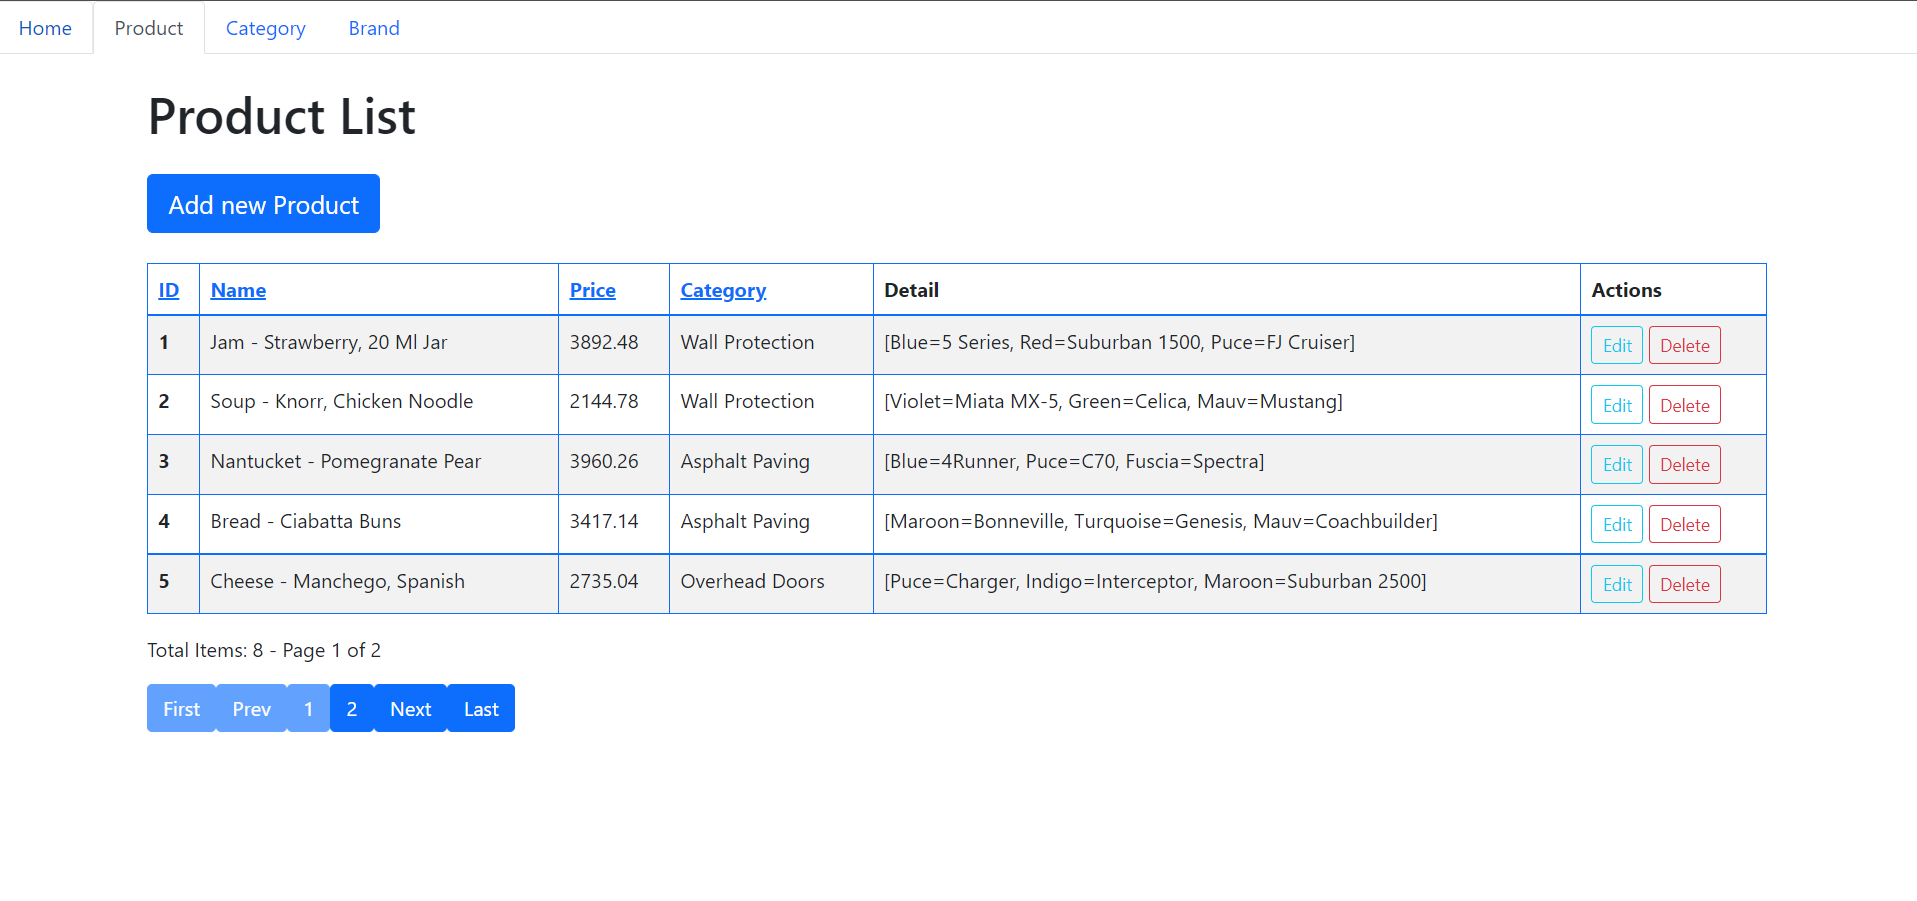 Home Product Category Brand
Product List
Add new Product
ID Name Price Category Detail Actions
1 Jam - Strawberry, 20 Ml Jar 3892.48 Wall Protection [Blue=5 Series, Red=Suburban 1500, Puce=FJ Cruiser] Edit Delete
2 Soup - Knorr, Chicken Noodle 2144.78 Wall Protection [Violet=Miata MX-5, Green=Celica, Mauv=Mustang] Edit Delete
3 Nantucket - Pomegranate Pear 3960.26 Asphalt Paving [Blue=4Runner, Puce=C70, Fuscia=Spectra] Edit Delete
4 Bread - Ciabatta Buns 3417.14 Asphalt Paving [Maroon=Bonneville, Turquoise=Genesis, Mauv=Coachbuilder] Edit Delete
5 Cheese - Manchego, Spanish 2735.04 Overhead Doors [Puce=Charger, Indigo=Interceptor, Maroon=Suburban 2500] Edit Delete
Total Items: 8 - Page 1 of 2
First Prev 1 2 Next Last